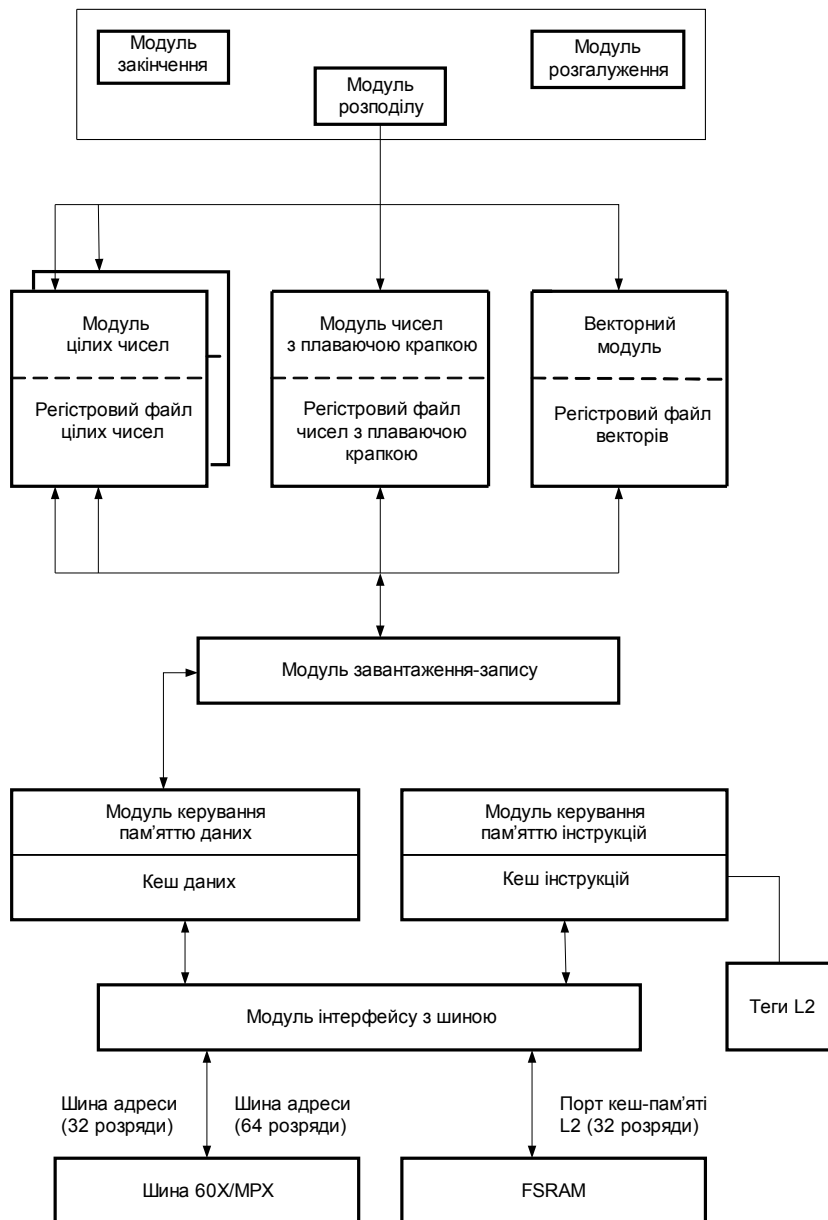 Модуль
закінчення
Модуль
розподілу
Модуль
розгалуження
Модуль
цілих чисел
Регістровий файл
цілих чисел
Модуль чисел
з плаваючою крапкою
Регістровий файл
чисел з плаваючою
крапкою
Векторний
модуль
Регістровий файл
векторів
Модуль завантаження-запису
Модуль керування
пам’яттю даних
Кеш даних
Модуль керування
пам’яттю інструкцій
Кеш інструкцій
Теги L2
Модуль інтерфейсу з шиною
Шина адреси
(32 розряди)
Шина адреси
(64 розряди)
Порт кеш-пам’яті
L2 (32 розряди)
Шина 60X/MPX
FSRAM